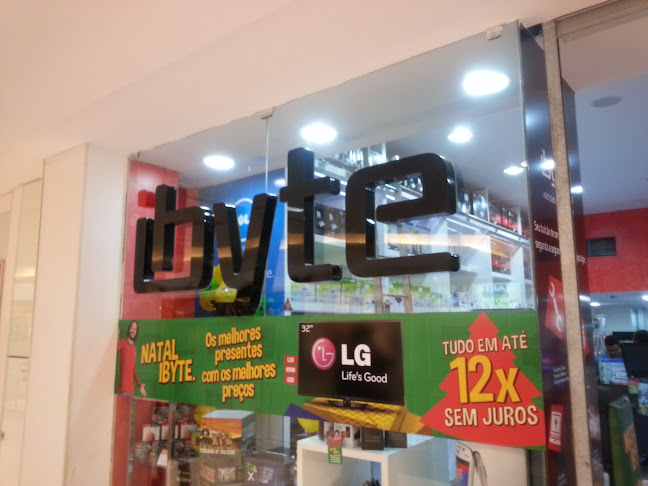 ibyte
NATAL
IBYTE.
Os melhores
presentes
com os melhores
preços
32"
LG
Life's Good
TUDO EM ATÉ
12x
SEM JUROS